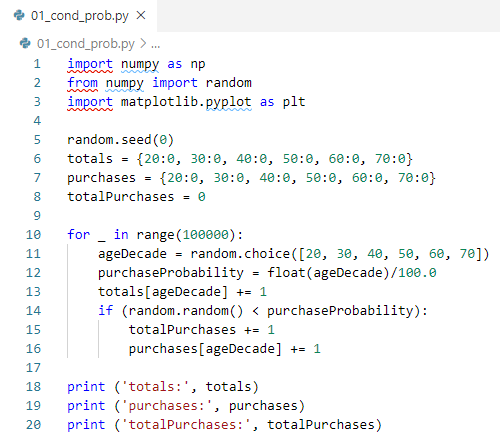 01_cond_prob.py ×
01_cond_prob.py > ...
1 import numpy as np
2 from numpy import random
3 import matplotlib.pyplot as plt
4
5 random.seed(0)
6 totals = {20:0, 30:0, 40:0, 50:0, 60:0, 70:0}
7 purchases = {20:0, 30:0, 40:0, 50:0, 60:0, 70:0}
8 totalPurchases = 0
9
10 for _ in range(100000):
11     ageDecade = random.choice([20, 30, 40, 50, 60, 70])
12     purchaseProbability = float(ageDecade)/100.0
13     totals[ageDecade] += 1
14     if (random.random() < purchaseProbability):
15         totalPurchases += 1
16         purchases[ageDecade] += 1
17
18 print ('totals:', totals)
19 print ('purchases:', purchases)
20 print ('totalPurchases:', totalPurchases)